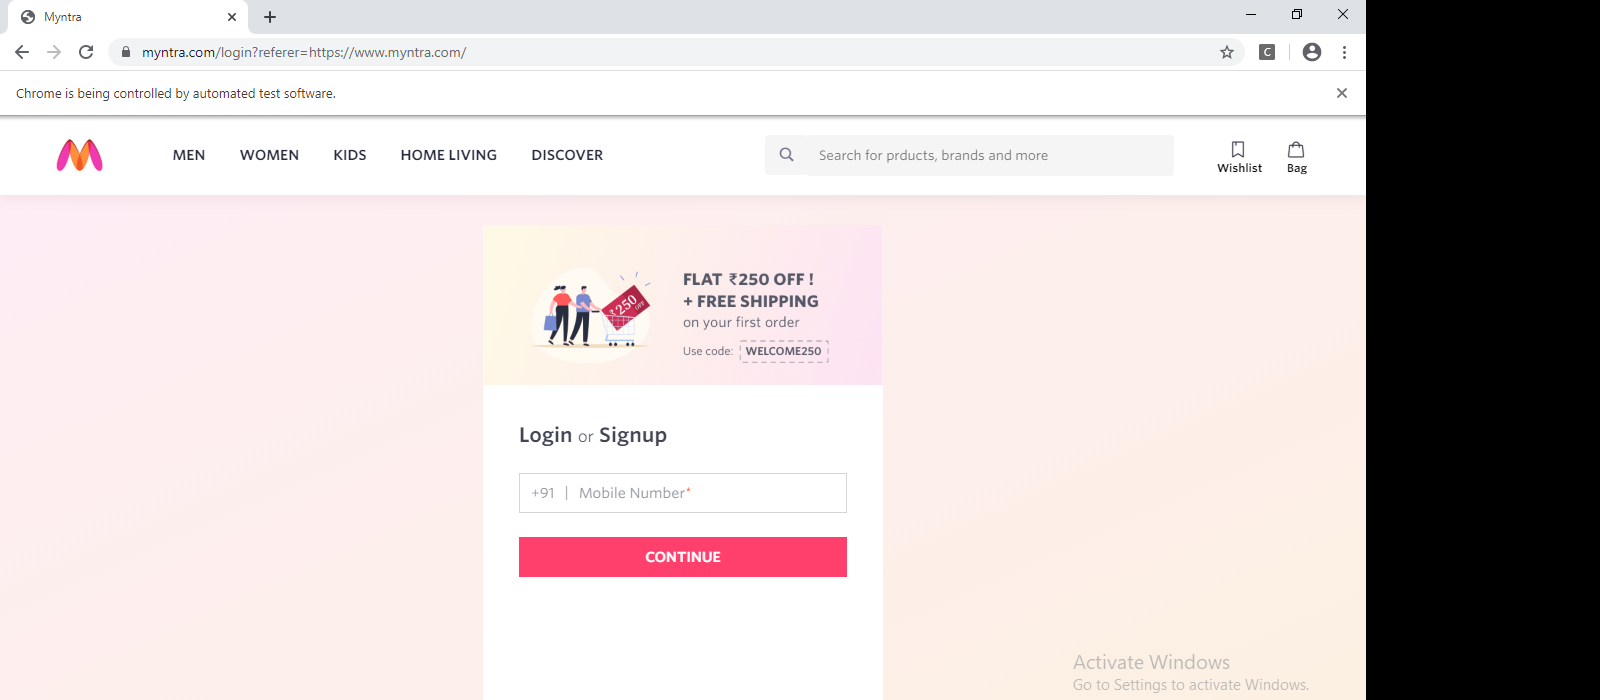 Myntra
myntra.com/login?referer=https://www.myntra.com/
C
Chrome is being controlled by automated test software.
MEN WOMEN KIDS HOME LIVING DISCOVER Search for prducts, brands and more Wishlist Bag
FLAT ₹250 OFF !
+ FREE SHIPPING
on your first order
Use code: WELCOME250
₹250 OFF
Login or Signup
+91 | Mobile Number*
CONTINUE
Activate Windows
Go to Settings to activate Windows.